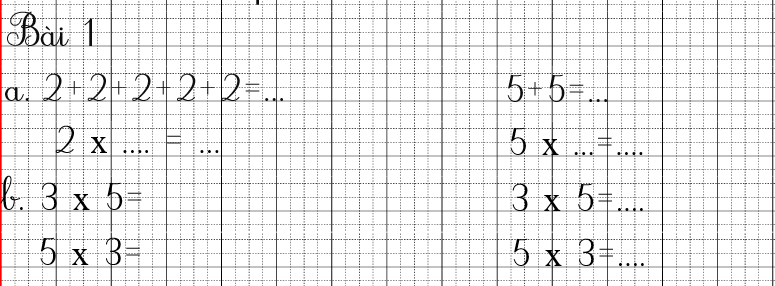 Bài 1
a. 2+2+2+2+2=... 5+5=...
2 x .... = ... 5 x ...=....
b. 3 x 5= 3 x 5=....
5 x 3= 5 x 3=....